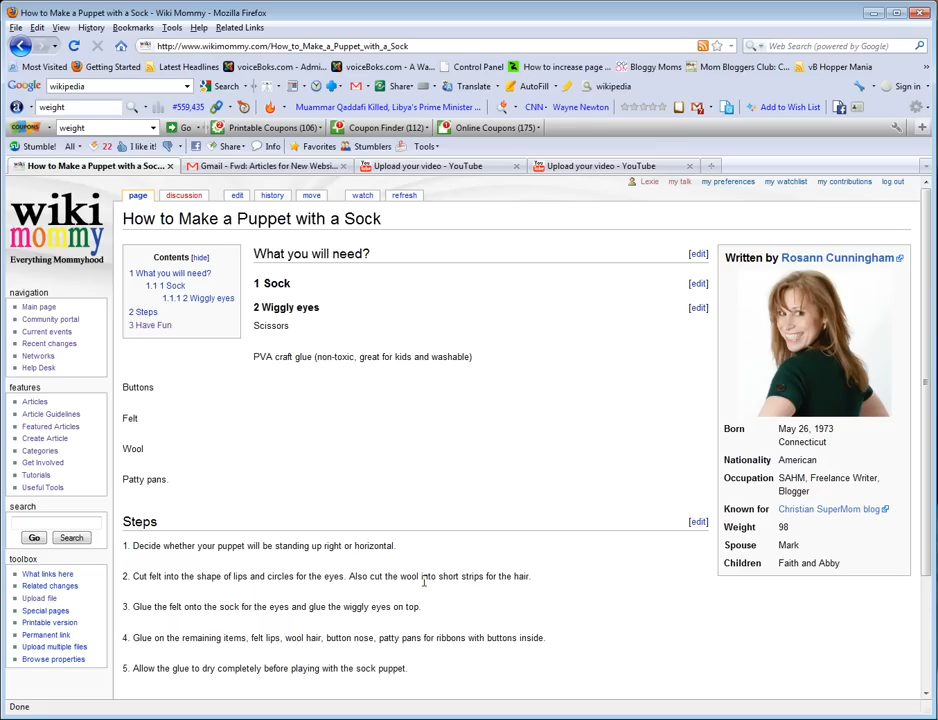 How to Make a Puppet with a Sock - Wiki Mommy - Mozilla Firefox
File Edit View History Bookmarks Tools Help Related Links
http://www.wikimommy.com/How_to_Make_a_Puppet_with_a_Sock
Web Search (powered by Google)
Most Visited Getting Started Latest Headlines voiceBoks.com - Admi... voiceBoks.com - A Wa... Control Panel How to increase page ... Bloggy Moms Mom Bloggers Club: C... vB Hopper Mania
Google wikipedia Search Share Translate AutoFill wikipedia Sign in
weight #559,435 Muammar Qaddafi Killed, Libya's Prime Minister ... CNN - Wayne Newton Add to Wish List
COUPONS weight Go Printable Coupons (106) Coupon Finder (112) Online Coupons (175)
Stumble! All 22 I like it! Share Info Favorites Stumblers Tools
How to Make a Puppet with a Soc... Gmail - Fwd: Articles for New Websi... Upload your video - YouTube Upload your video - YouTube
Lexie my talk my preferences my watchlist my contributions log out
page discussion edit history move watch refresh
wiki
mommy
Everything Mommyhood
navigation
Main page
Community portal
Current events
Recent changes
Networks
Help Desk
features
Articles
Article Guidelines
Featured Articles
Create Article
Categories
Get Involved
Tutorials
Useful Tools
search
Go Search
toolbox
What links here
Related changes
Upload file
Special pages
Printable version
Permanent link
Upload multiple files
Browse properties
How to Make a Puppet with a Sock
Contents [hide]
1 What you will need?
1.1 1 Sock
1.1.1 2 Wiggly eyes
2 Steps
3 Have Fun
What you will need? [edit]
1 Sock [edit]
2 Wiggly eyes [edit]
Scissors
PVA craft glue (non-toxic, great for kids and washable)
Buttons
Felt
Wool
Patty pans.
Steps [edit]
1. Decide whether your puppet will be standing up right or horizontal.
2. Cut felt into the shape of lips and circles for the eyes. Also cut the wool into short strips for the hair.
3. Glue the felt onto the sock for the eyes and glue the wiggly eyes on top.
4. Glue on the remaining items, felt lips, wool hair, button nose, patty pans for ribbons with buttons inside.
5. Allow the glue to dry completely before playing with the sock puppet.
Written by Rosann Cunningham
Born May 26, 1973
Connecticut
Nationality American
Occupation SAHM, Freelance Writer,
Blogger
Known for Christian SuperMom blog
Weight 98
Spouse Mark
Children Faith and Abby
Done